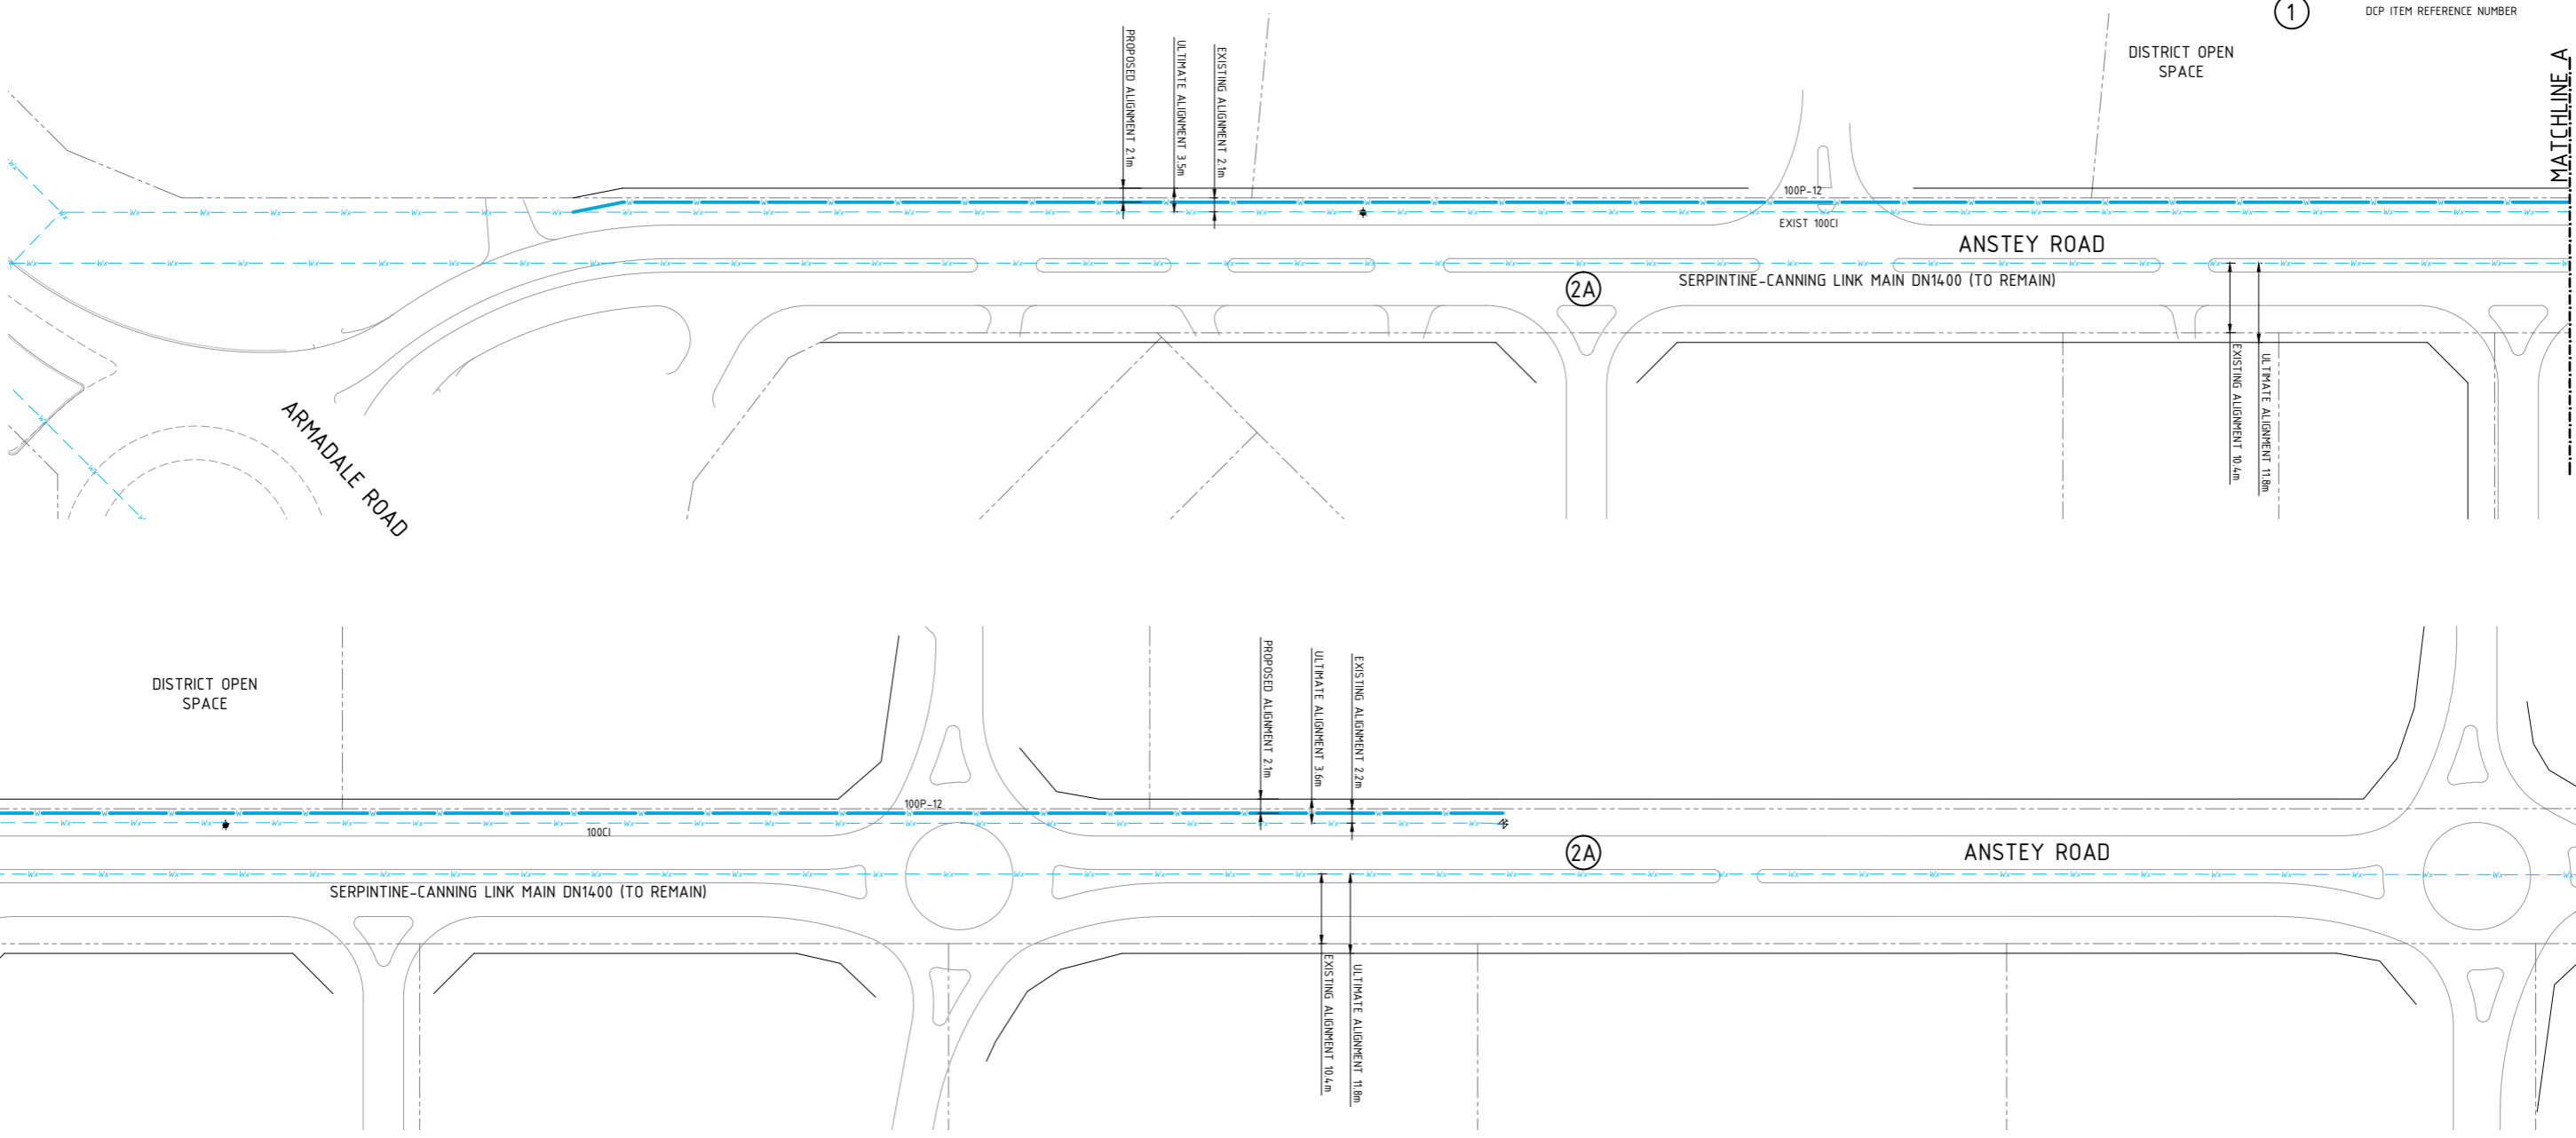 1
DCP ITEM REFERENCE NUMBER
PROPOSED ALIGNMENT 2.1m
ULTIMATE ALIGNMENT 3.5m
EXISTING ALIGNMENT 2.1m
DISTRICT OPEN
SPACE
MATCHLINE A
100P-12
EXIST 100CI
ANSTEY ROAD
2A
SERPINTINE-CANNING LINK MAIN DN1400 (TO REMAIN)
EXISTING ALIGNMENT 10.4m
ULTIMATE ALIGNMENT 11.8m
ARMADALE ROAD
DISTRICT OPEN
SPACE
PROPOSED ALIGNMENT 2.1m
ULTIMATE ALIGNMENT 3.6m
EXISTING ALIGNMENT 2.2m
100P-12
100CI
2A
ANSTEY ROAD
SERPINTINE-CANNING LINK MAIN DN1400 (TO REMAIN)
EXISTING ALIGNMENT 10.4m
ULTIMATE ALIGNMENT 11.8m